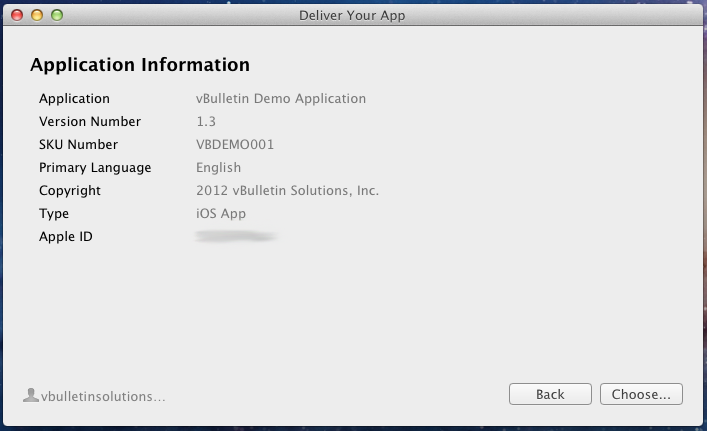 Deliver Your App
Application Information
Application vBulletin Demo Application
Version Number 1.3
SKU Number VBDEMO001
Primary Language English
Copyright 2012 vBulletin Solutions, Inc.
Type iOS App
Apple ID
vbulletinsolutions...
Back Choose...